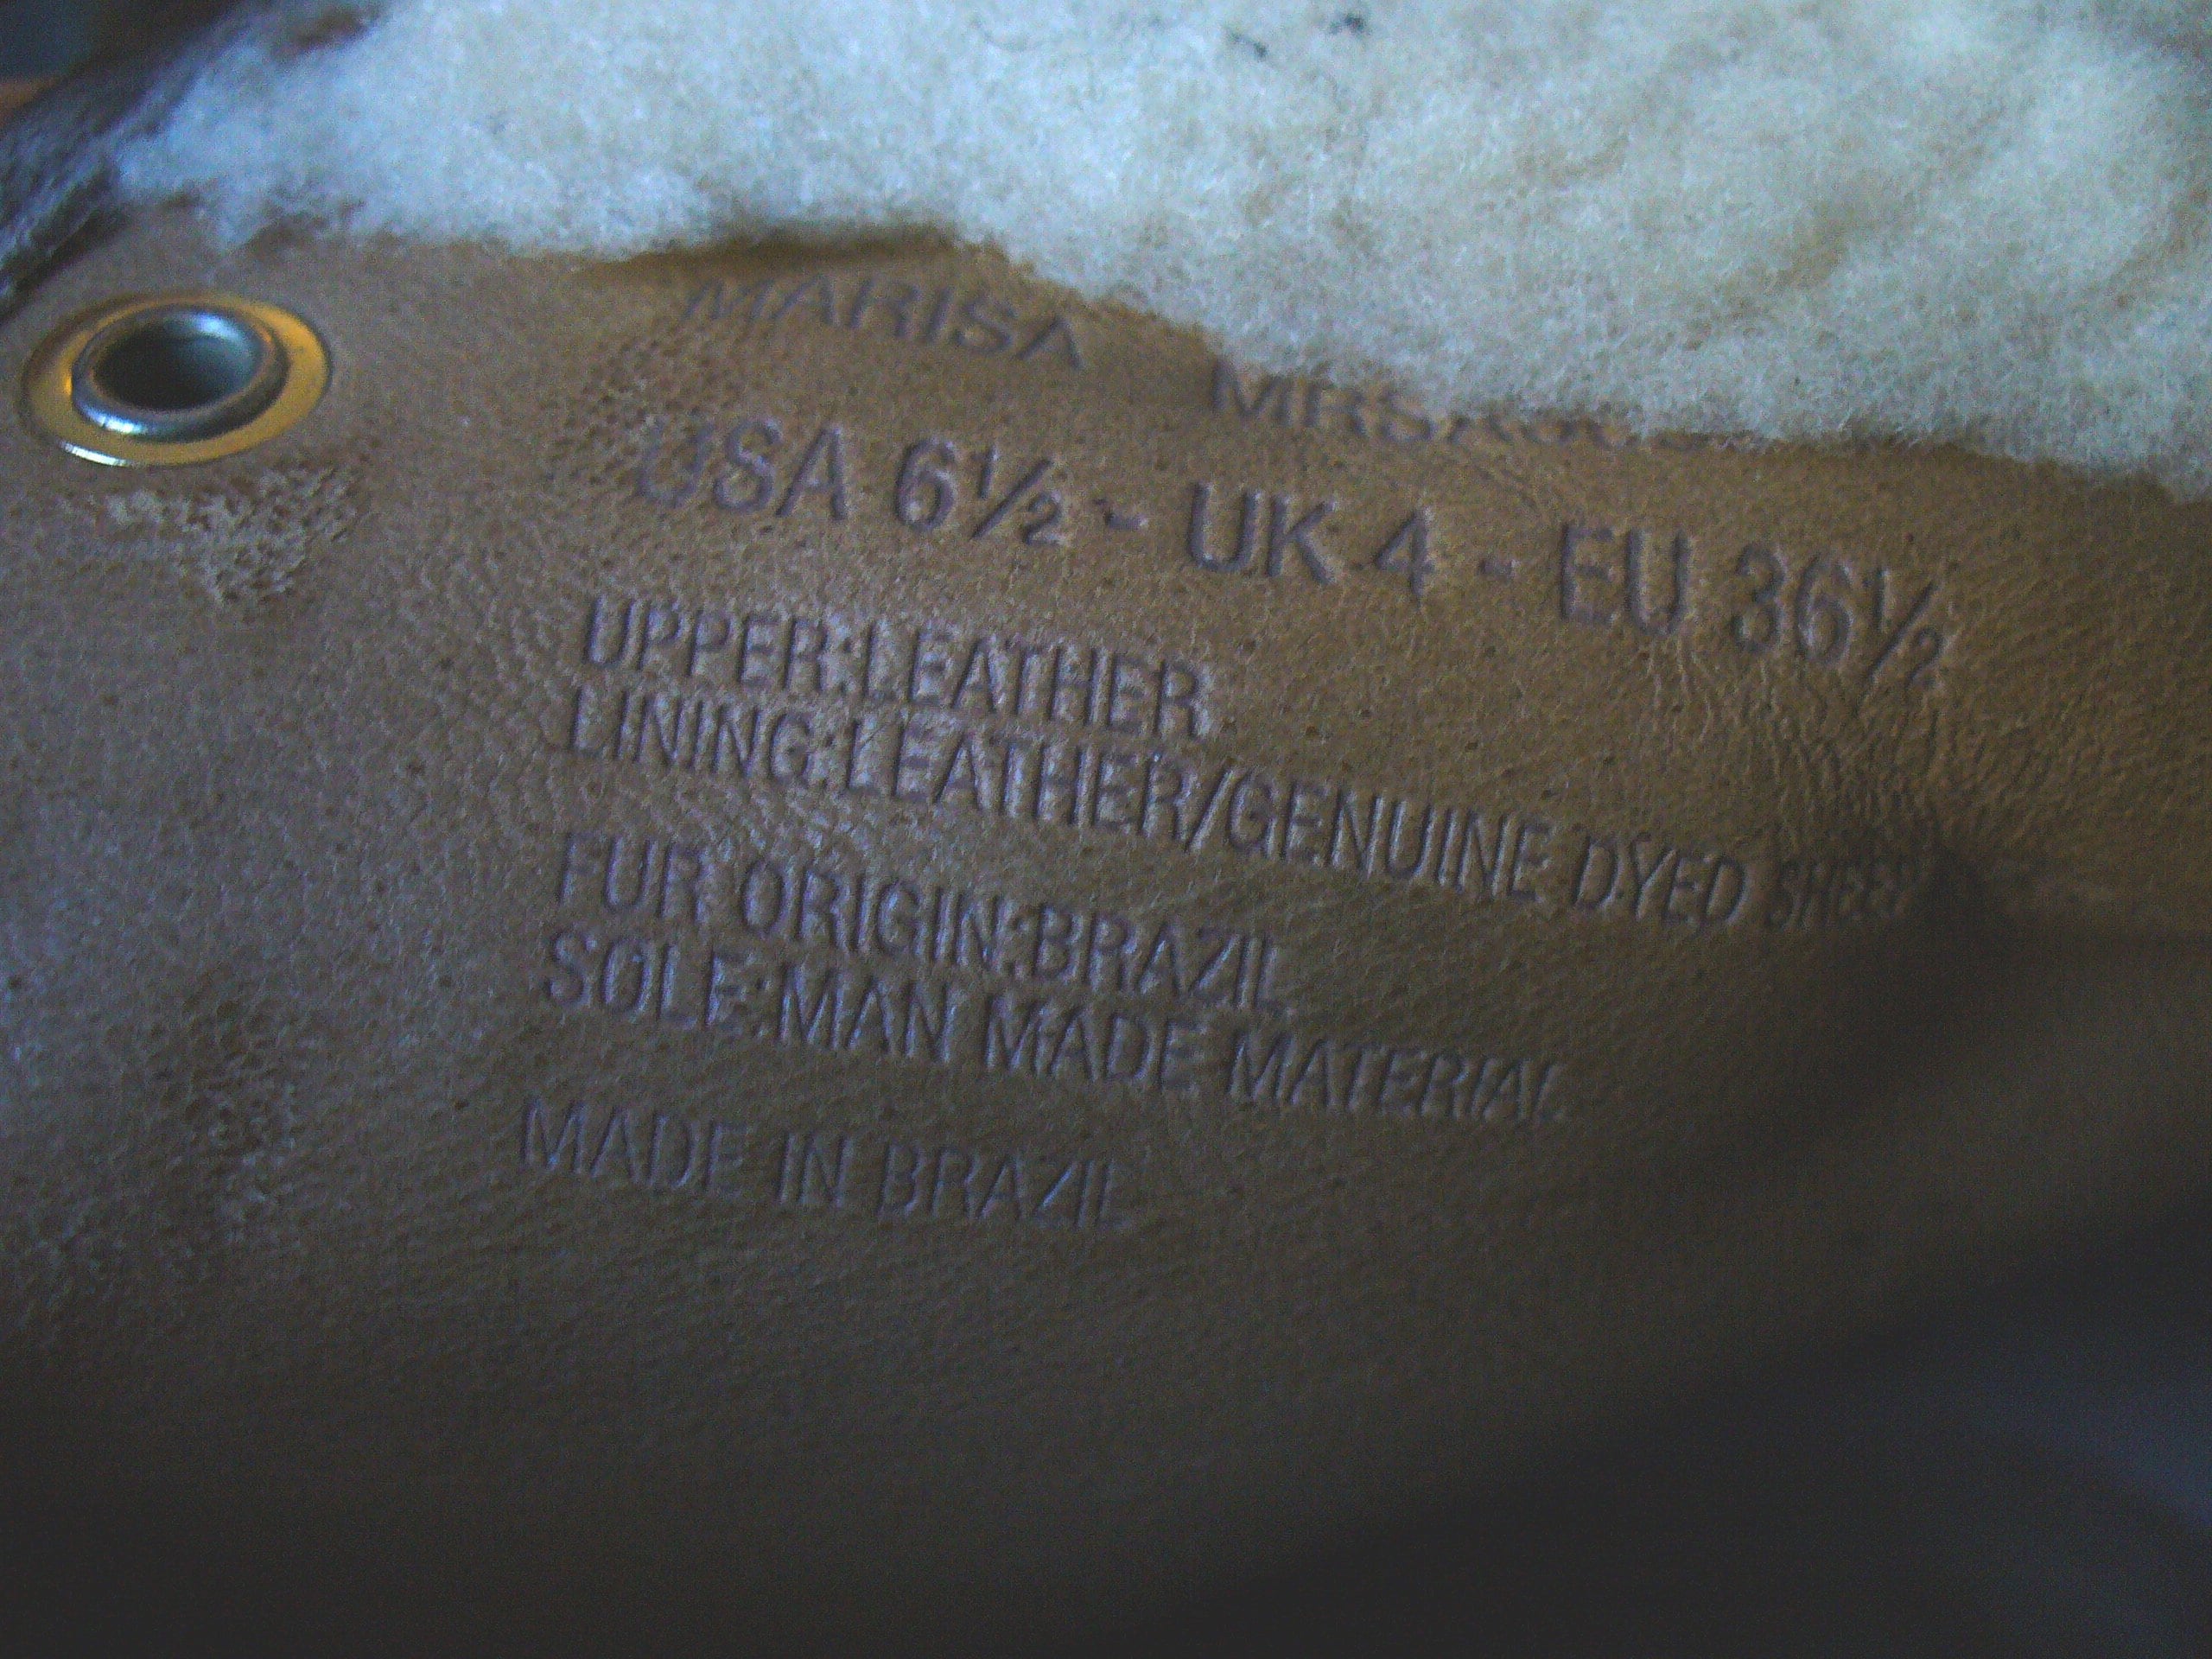 MARISA
USA 6½ - UK 4 - EU 36½
UPPER:LEATHER
LINING:LEATHER/GENUINE DYED
FUR ORIGIN:BRAZIL
SOLE:MAN MADE MATERIAL
MADE IN BRAZIL